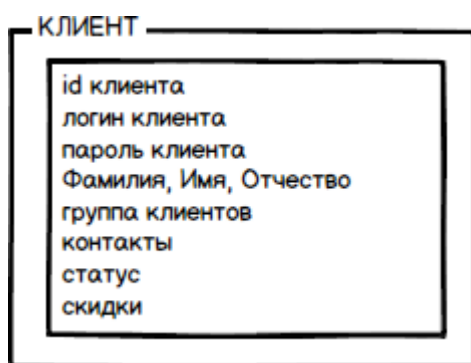 КЛИЕНТ
id клиента
логин клиента
пароль клиента
Фамилия, Имя, Отчество
группа клиентов
контакты
статус
скидки